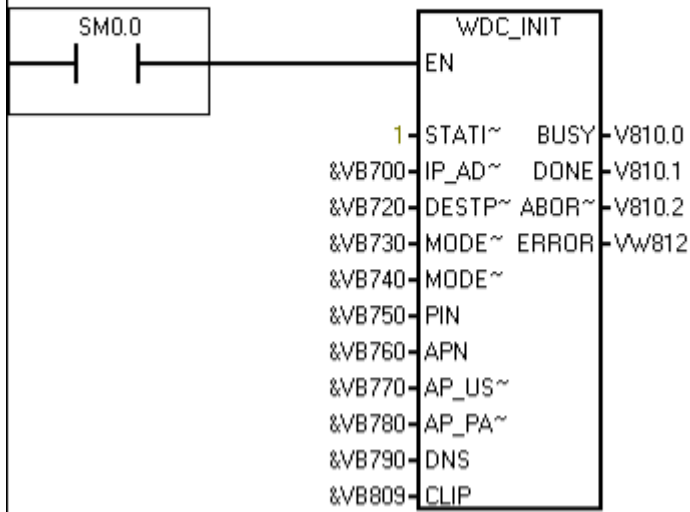 SM0.0 WDC_INIT
EN
1 STATI~ BUSY V810.0
&VB700 IP_AD~ DONE V810.1
&VB720 DESTP~ ABOR~ V810.2
&VB730 MODE~ ERROR VW812
&VB740 MODE~
&VB750 PIN
&VB760 APN
&VB770 AP_US~
&VB780 AP_PA~
&VB790 DNS
&VB809 CLIP